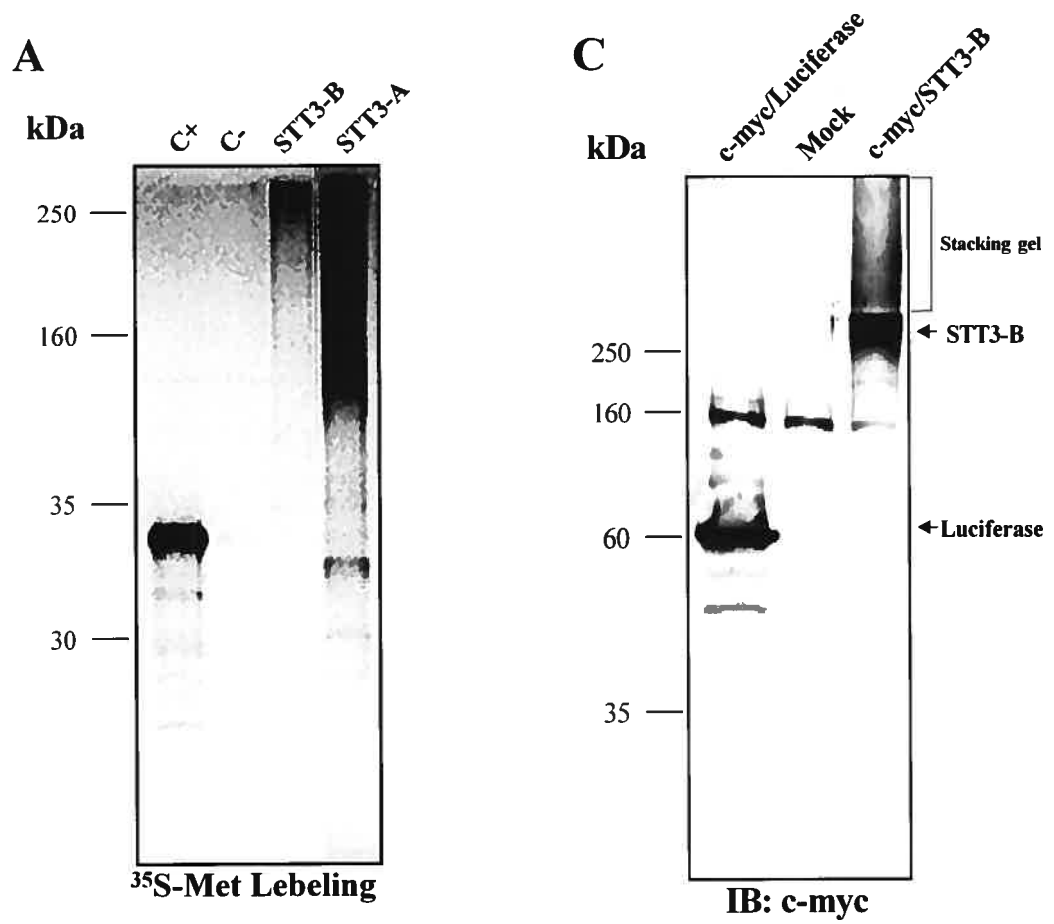 A
kDa
C+
C-
STT3-B
STT3-A
250
160
35
30
³⁵S-Met Lebeling
C
kDa
c-myc/Luciferase
Mock
c-myc/STT3-B
Stacking gel
STT3-B
250
160
Luciferase
60
35
IB: c-myc